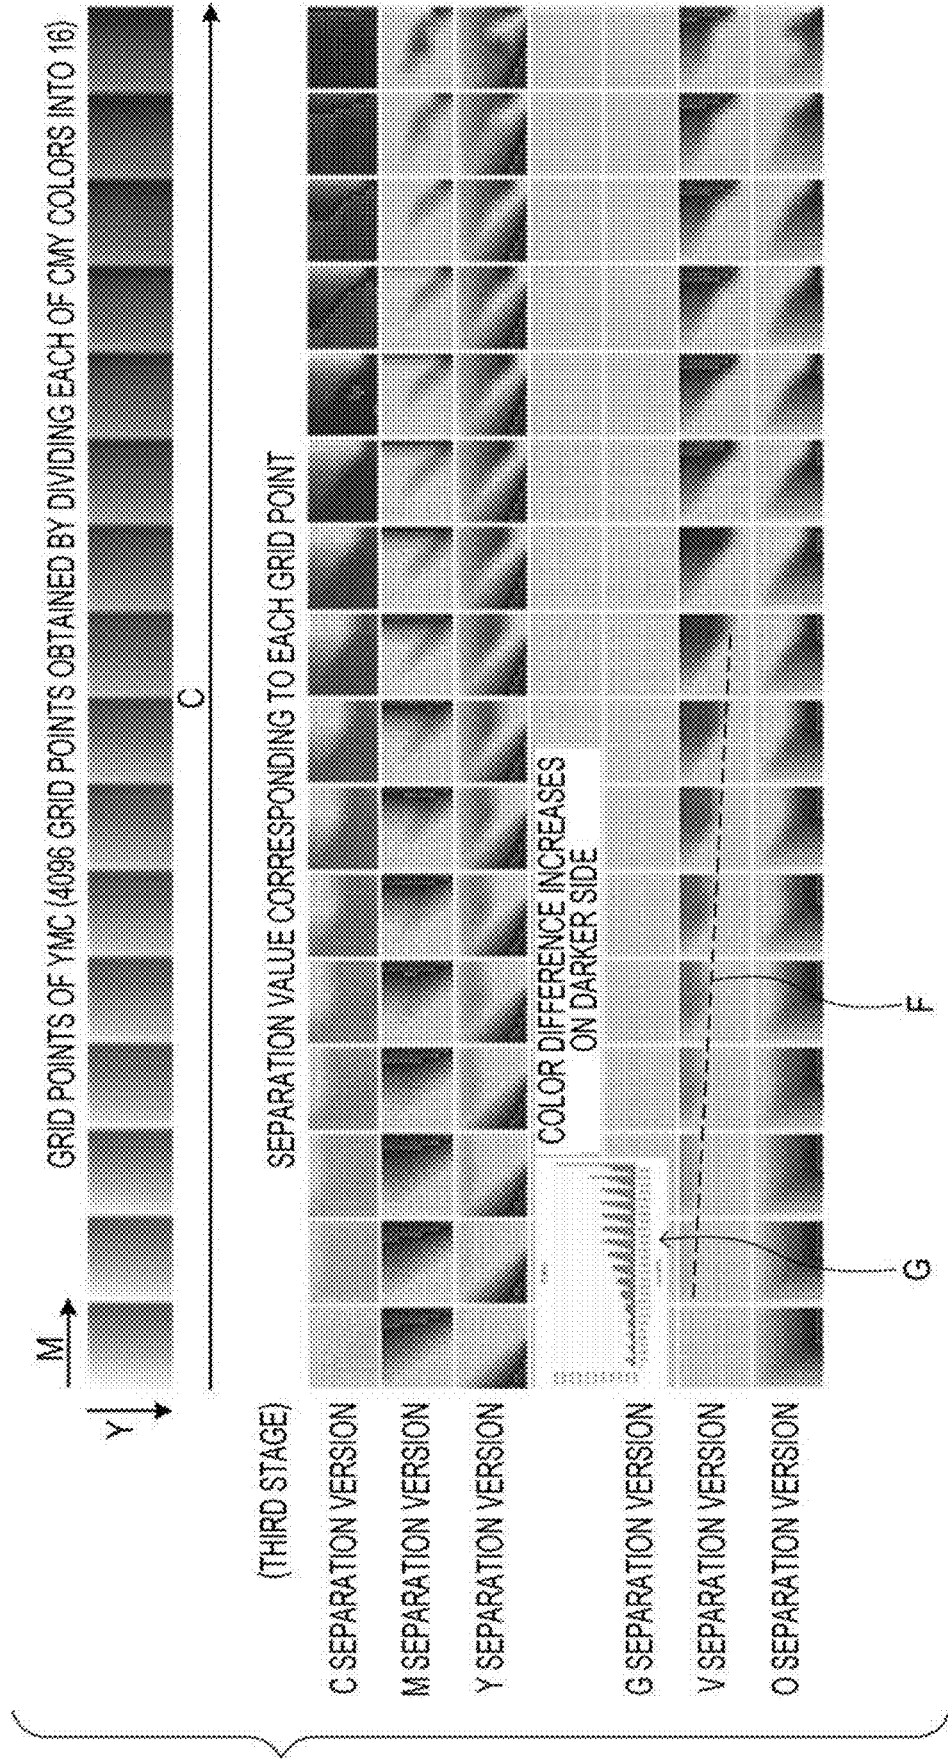 GRID POINTS OF YMC (4096 GRID POINTS OBTAINED BY DIVIDING EACH OF CMY COLORS INTO 16)
M
Y
C
(THIRD STAGE)
SEPARATION VALUE CORRESPONDING TO EACH GRID POINT
C SEPARATION VERSION
M SEPARATION VERSION
Y SEPARATION VERSION
COLOR DIFFERENCE INCREASES
ON DARKER SIDE
G SEPARATION VERSION
V SEPARATION VERSION
O SEPARATION VERSION
G
F